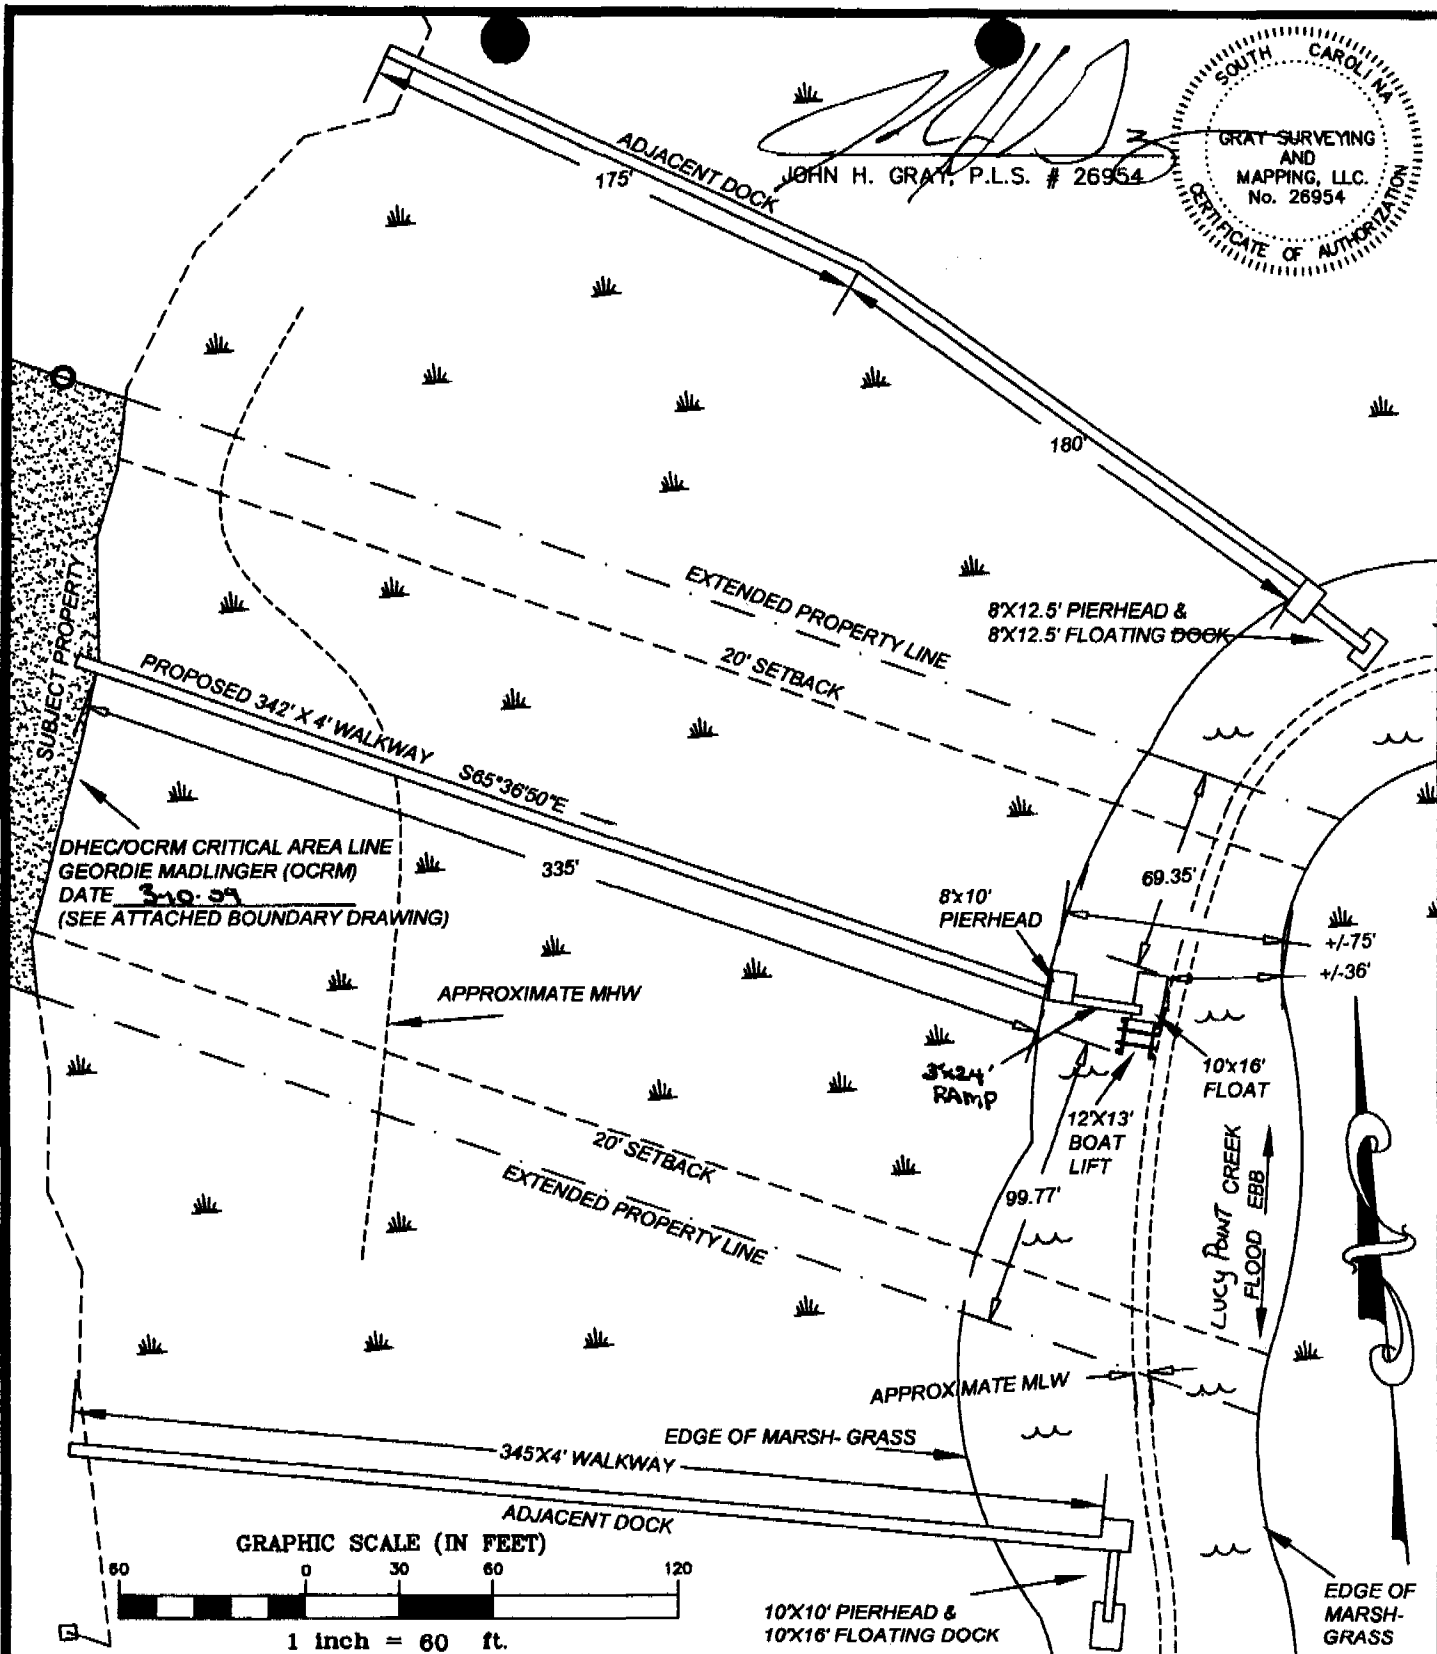 SOUTH CAROLINA
GRAY SURVEYING
AND
MAPPING, LLC.
No. 26954
CERTIFICATE OF AUTHORIZATION
JOHN H. GRAY, P.L.S. # 26954
ADJACENT DOCK
175'
180'
EXTENDED PROPERTY LINE
20' SETBACK
8'X12.5' PIERHEAD &
8'X12.5' FLOATING DOCK
SUBJECT PROPERTY
PROPOSED 342' X 4' WALKWAY
S65°36'50"E
335'
DHEC/OCRM CRITICAL AREA LINE
GEORDIE MADLINGER (OCRM)
DATE
(SEE ATTACHED BOUNDARY DRAWING)
8'x10'
PIERHEAD
69.35'
+/-75'
+/-36'
APPROXIMATE MHW
3'x24'
RAMP
10'x16'
FLOAT
12'X13'
BOAT
LIFT
99.77'
20' SETBACK
EXTENDED PROPERTY LINE
LUCY POINT CREEK
FLOOD EBB
APPROXIMATE MLW
EDGE OF MARSH- GRASS
345'X4' WALKWAY
ADJACENT DOCK
GRAPHIC SCALE (IN FEET)
60 0 30 60 120
1 inch = 60 ft.
10'X10' PIERHEAD &
10'X16' FLOATING DOCK
EDGE OF
MARSH-
GRASS